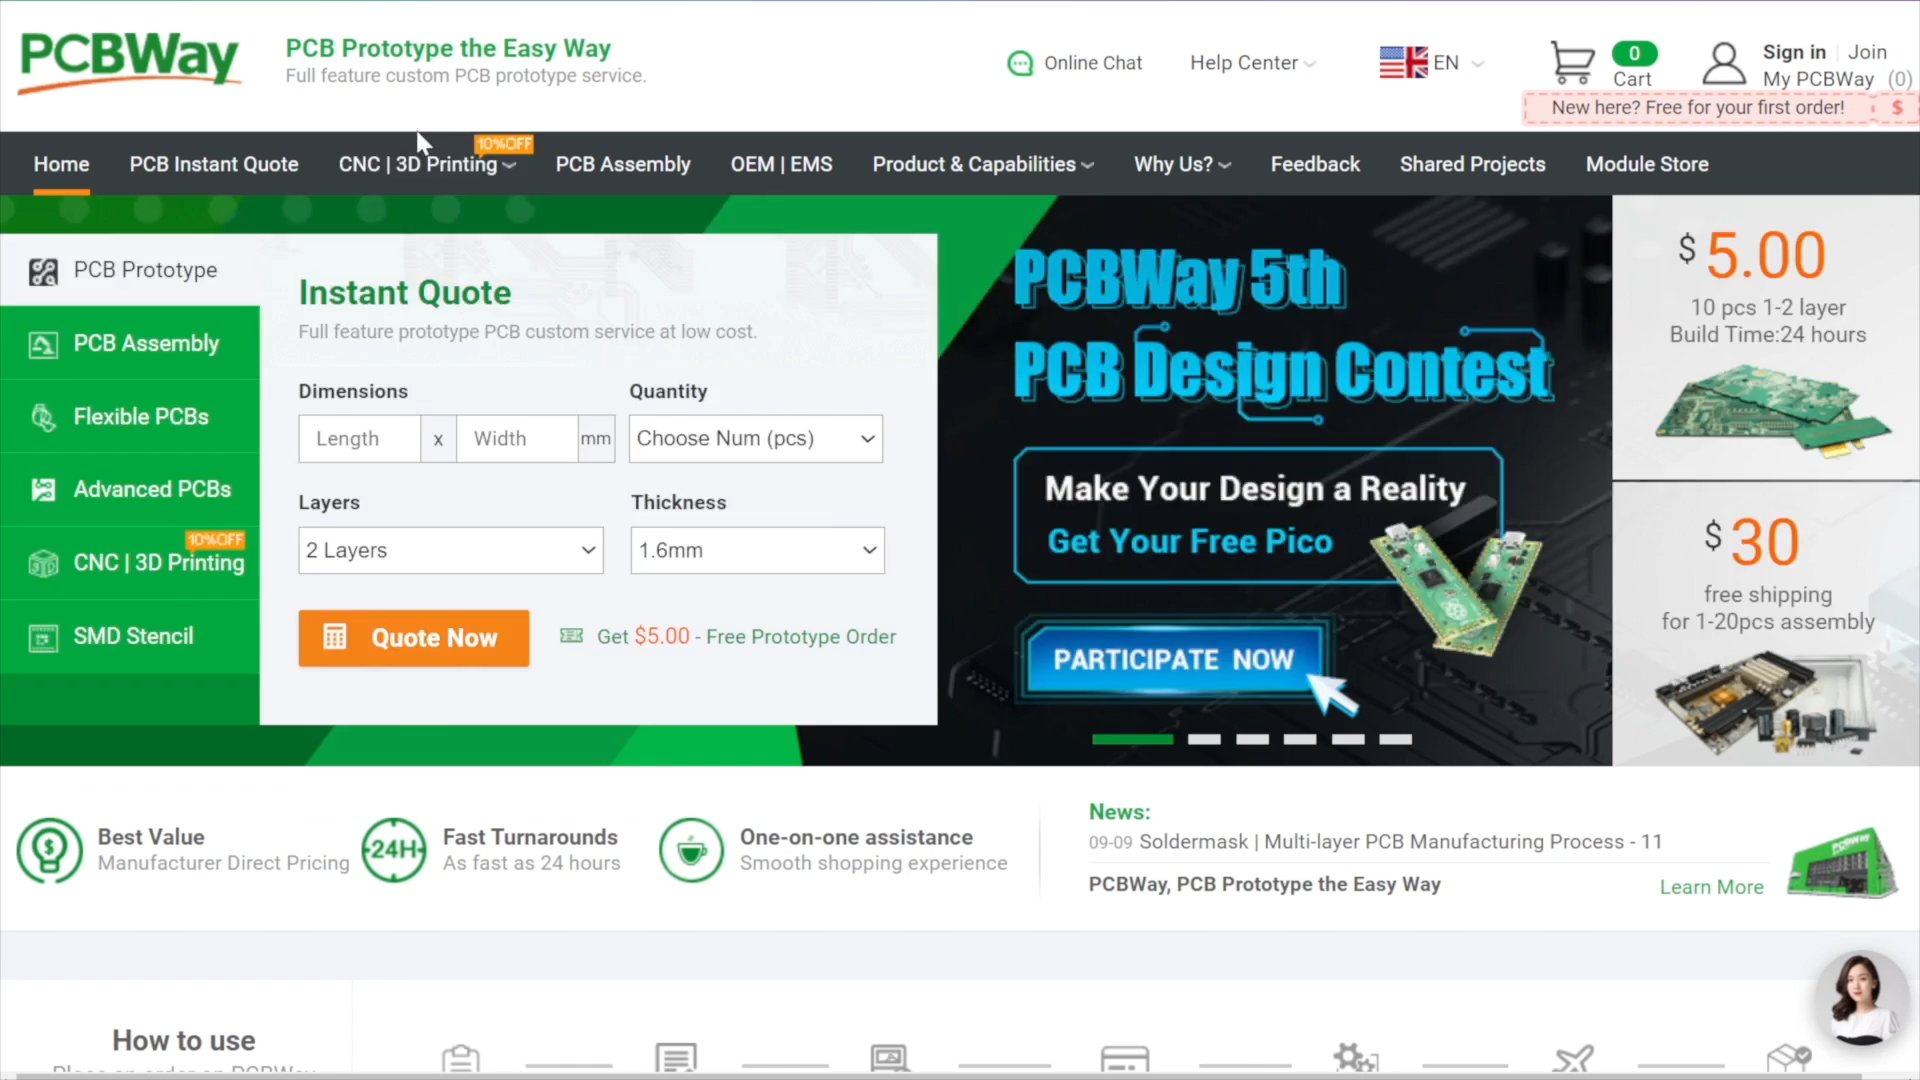 PCBWay
PCB Prototype the Easy Way
Full feature custom PCB prototype service.
Online Chat
Help Center
EN
0
Cart
Sign in
Join
My PCBWay (0)
New here? Free for your first order!
$
10%OFF
Home
PCB Instant Quote
CNC | 3D Printing
PCB Assembly
OEM | EMS
Product & Capabilities
Why Us?
Feedback
Shared Projects
Module Store
PCB Prototype
PCB Assembly
Flexible PCBs
Advanced PCBs
10%OFF
CNC | 3D Printing
SMD Stencil
Instant Quote
Full feature prototype PCB custom service at low cost.
Dimensions
Quantity
Length
x
Width
mm
Choose Num (pcs)
Layers
Thickness
2 Layers
1.6mm
Quote Now
Get $5.00 - Free Prototype Order
PCBWay 5th
PCB Design Contest
Make Your Design a Reality
Get Your Free Pico
PARTICIPATE NOW
$ 5.00
10 pcs 1-2 layer
Build Time:24 hours
$ 30
free shipping
for 1-20pcs assembly
Best Value
Manufacturer Direct Pricing
24H
Fast Turnarounds
As fast as 24 hours
One-on-one assistance
Smooth shopping experience
News:
09-09 Soldermask | Multi-layer PCB Manufacturing Process - 11
PCBWay, PCB Prototype the Easy Way
Learn More
PCBWay
How to use
Place an order on PCBWay